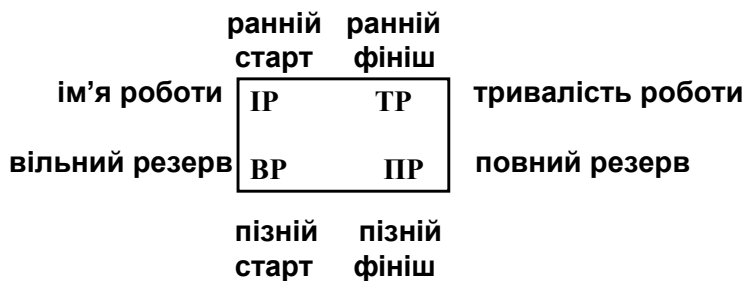 ранній ранній
старт фініш
ім’я роботи ІР ТР тривалість роботи
вільний резерв ВР ПР повний резерв
пізній пізній
старт фініш